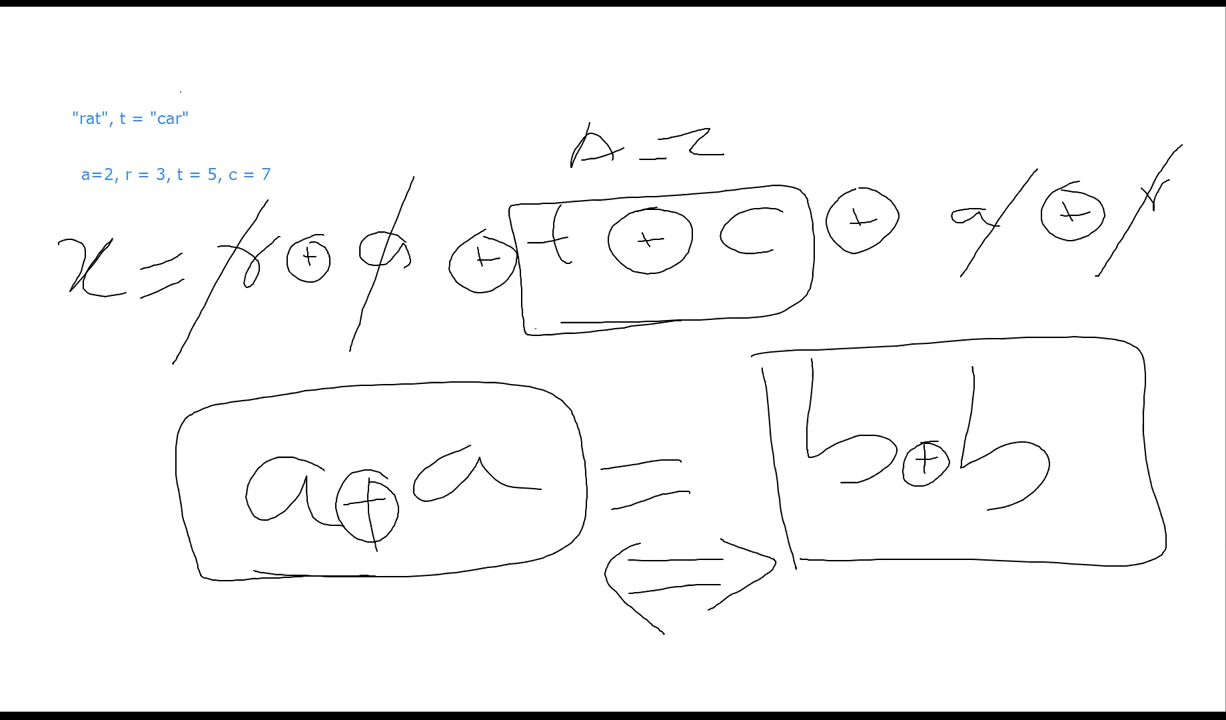 "rat", t = "car"
a=2, r = 3, t = 5, c = 7
A = 2
x = r ⊕ a ⊕ t ⊕ c ⊕ a ⊕ r
a ⊕ a = b ⊕ b
⇔